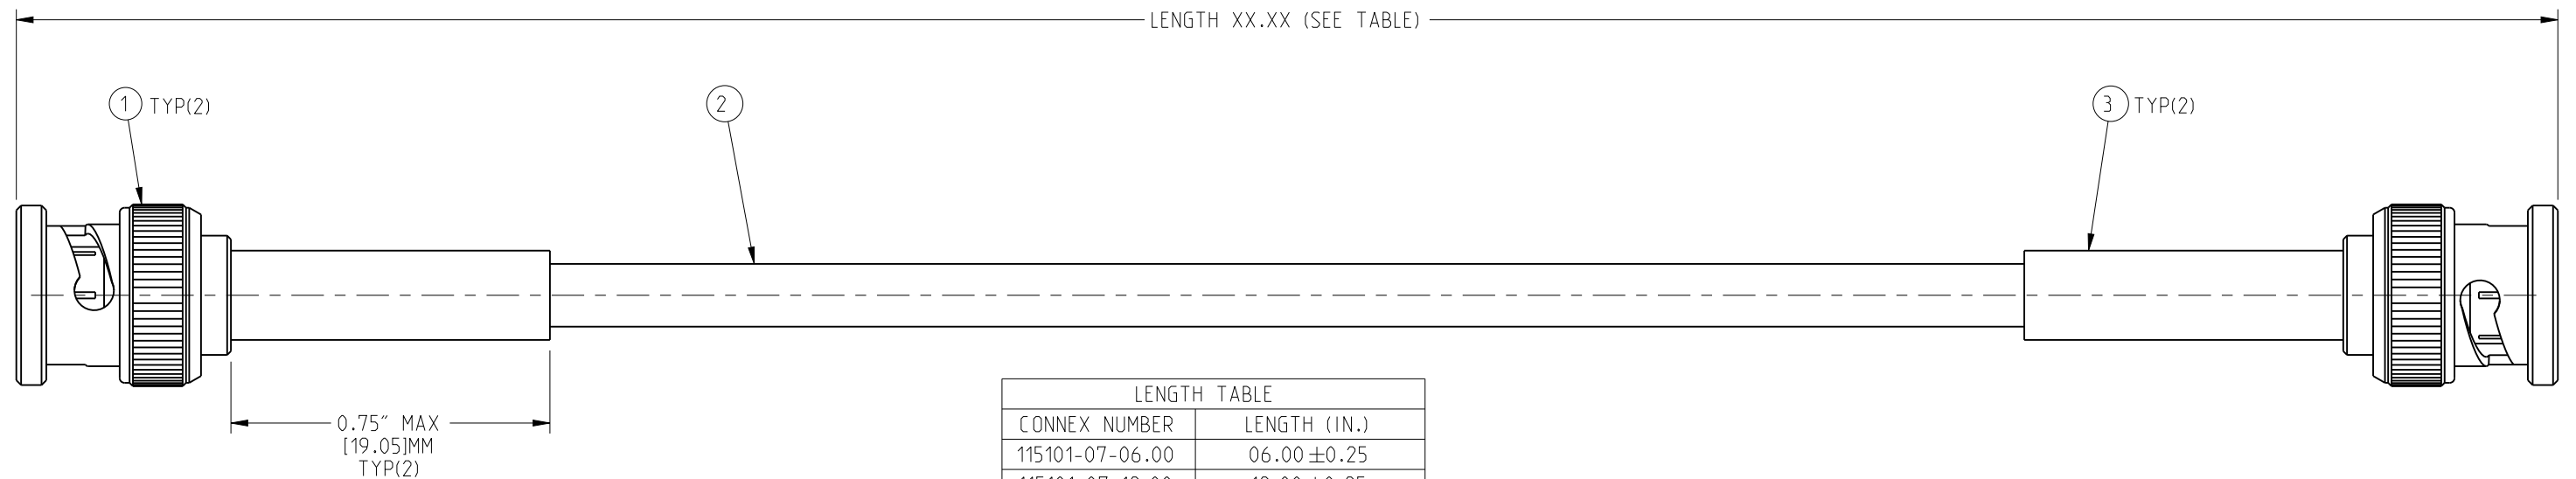 LENGTH XX.XX (SEE TABLE)
1 TYP(2)
2
3 TYP(2)
0.75" MAX
[19.05]MM
TYP(2)
LENGTH TABLE
CONNEX NUMBER LENGTH (IN.)
115101-07-06.00 06.00 ±0.25